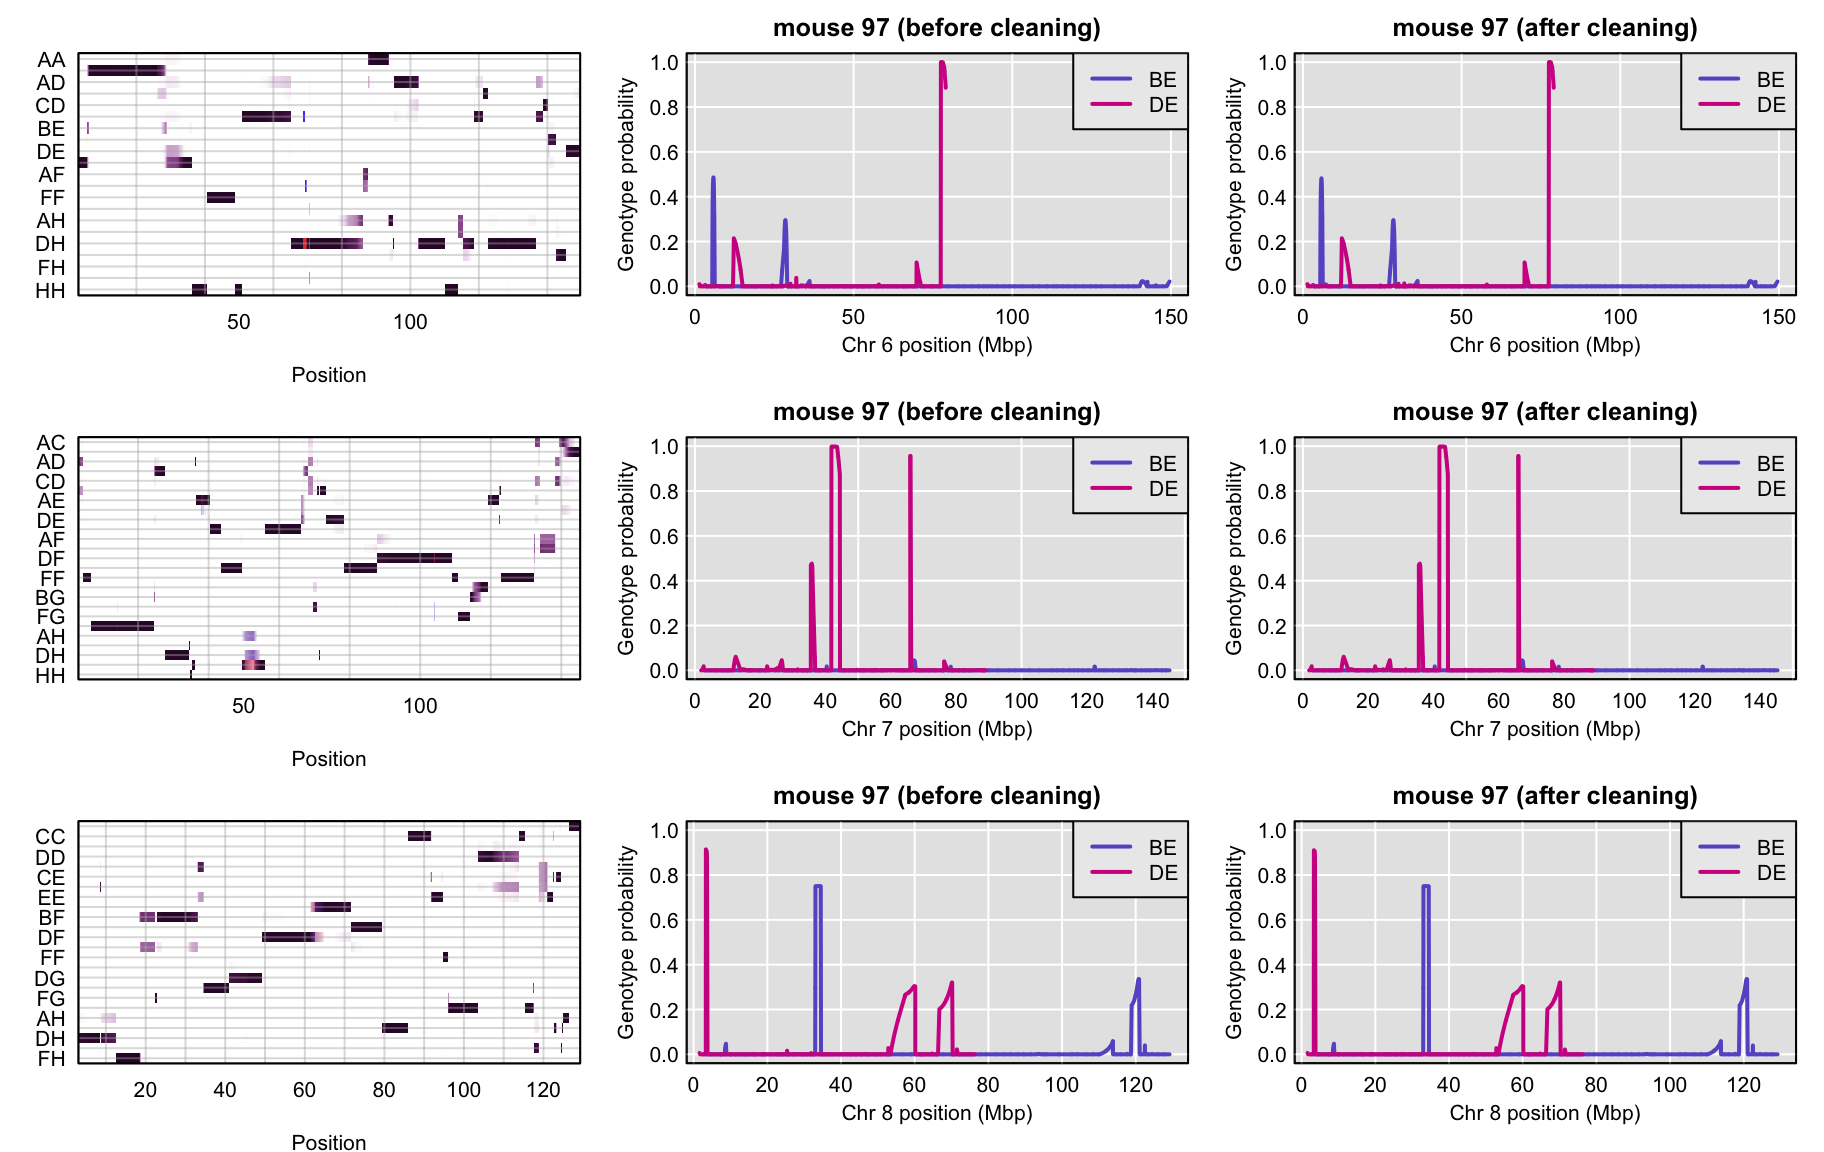 mouse 97 (before cleaning)
mouse 97 (after cleaning)
AA
AD
CD
BE
DE
AF
FF
AH
DH
FH
HH
50
100
Position
Genotype probability
1.0
0.8
0.6
0.4
0.2
0.0
BE
DE
0
50
100
150
Chr 6 position (Mbp)
Genotype probability
1.0
0.8
0.6
0.4
0.2
0.0
BE
DE
0
50
100
150
Chr 6 position (Mbp)
mouse 97 (before cleaning)
mouse 97 (after cleaning)
AC
AD
CD
AE
DE
AF
DF
FF
BG
FG
AH
DH
HH
50
100
Position
Genotype probability
1.0
0.8
0.6
0.4
0.2
0.0
BE
DE
0
20
40
60
80
100
120
140
Chr 7 position (Mbp)
Genotype probability
1.0
0.8
0.6
0.4
0.2
0.0
BE
DE
0
20
40
60
80
100
120
140
Chr 7 position (Mbp)
mouse 97 (before cleaning)
mouse 97 (after cleaning)
CC
DD
CE
EE
BF
DF
FF
DG
FG
AH
DH
FH
20
40
60
80
100
120
Position
Genotype probability
1.0
0.8
0.6
0.4
0.2
0.0
BE
DE
0
20
40
60
80
100
120
Chr 8 position (Mbp)
Genotype probability
1.0
0.8
0.6
0.4
0.2
0.0
BE
DE
0
20
40
60
80
100
120
Chr 8 position (Mbp)